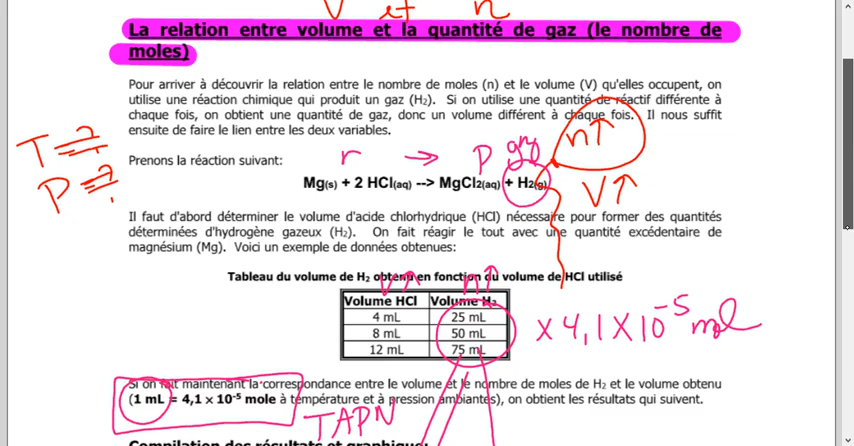 V et n
La relation entre volume et la quantité de gaz (le nombre de
moles)
Pour arriver à découvrir la relation entre le nombre de moles (n) et le volume (V) qu'elles occupent, on
utilise une réaction chimique qui produit un gaz (H2). Si on utilise une quantité de réactif différente à
chaque fois, on obtient une quantité de gaz, donc un volume différent à chaque fois. Il nous suffit
ensuite de faire le lien entre les deux variables.
n↑
T = ?
P = ?
V↑
Prenons la réaction suivant:
r → p gaz
Mg(s) + 2 HCl(aq) --> MgCl2(aq) + H2(g)
Il faut d'abord déterminer le volume d'acide chlorhydrique (HCl) nécessaire pour former des quantités
déterminées d'hydrogène gazeux (H2). On fait réagir le tout avec une quantité excédentaire de
magnésium (Mg). Voici un exemple de données obtenues:
Tableau du volume de H2 obtenu en fonction du volume de HCl utilisé
V↑ n↑
Volume HCl Volume H2
4 mL 25 mL
8 mL 50 mL
12 mL 75 mL
x 4,1 x 10-5 mol
Si on fait maintenant la correspondance entre le volume et le nombre de moles de H2 et le volume obtenu
(1 mL = 4,1 x 10-5 mole à température et à pression ambiantes), on obtient les résultats qui suivent.
TAPN
Compilation des résultats et graphique: